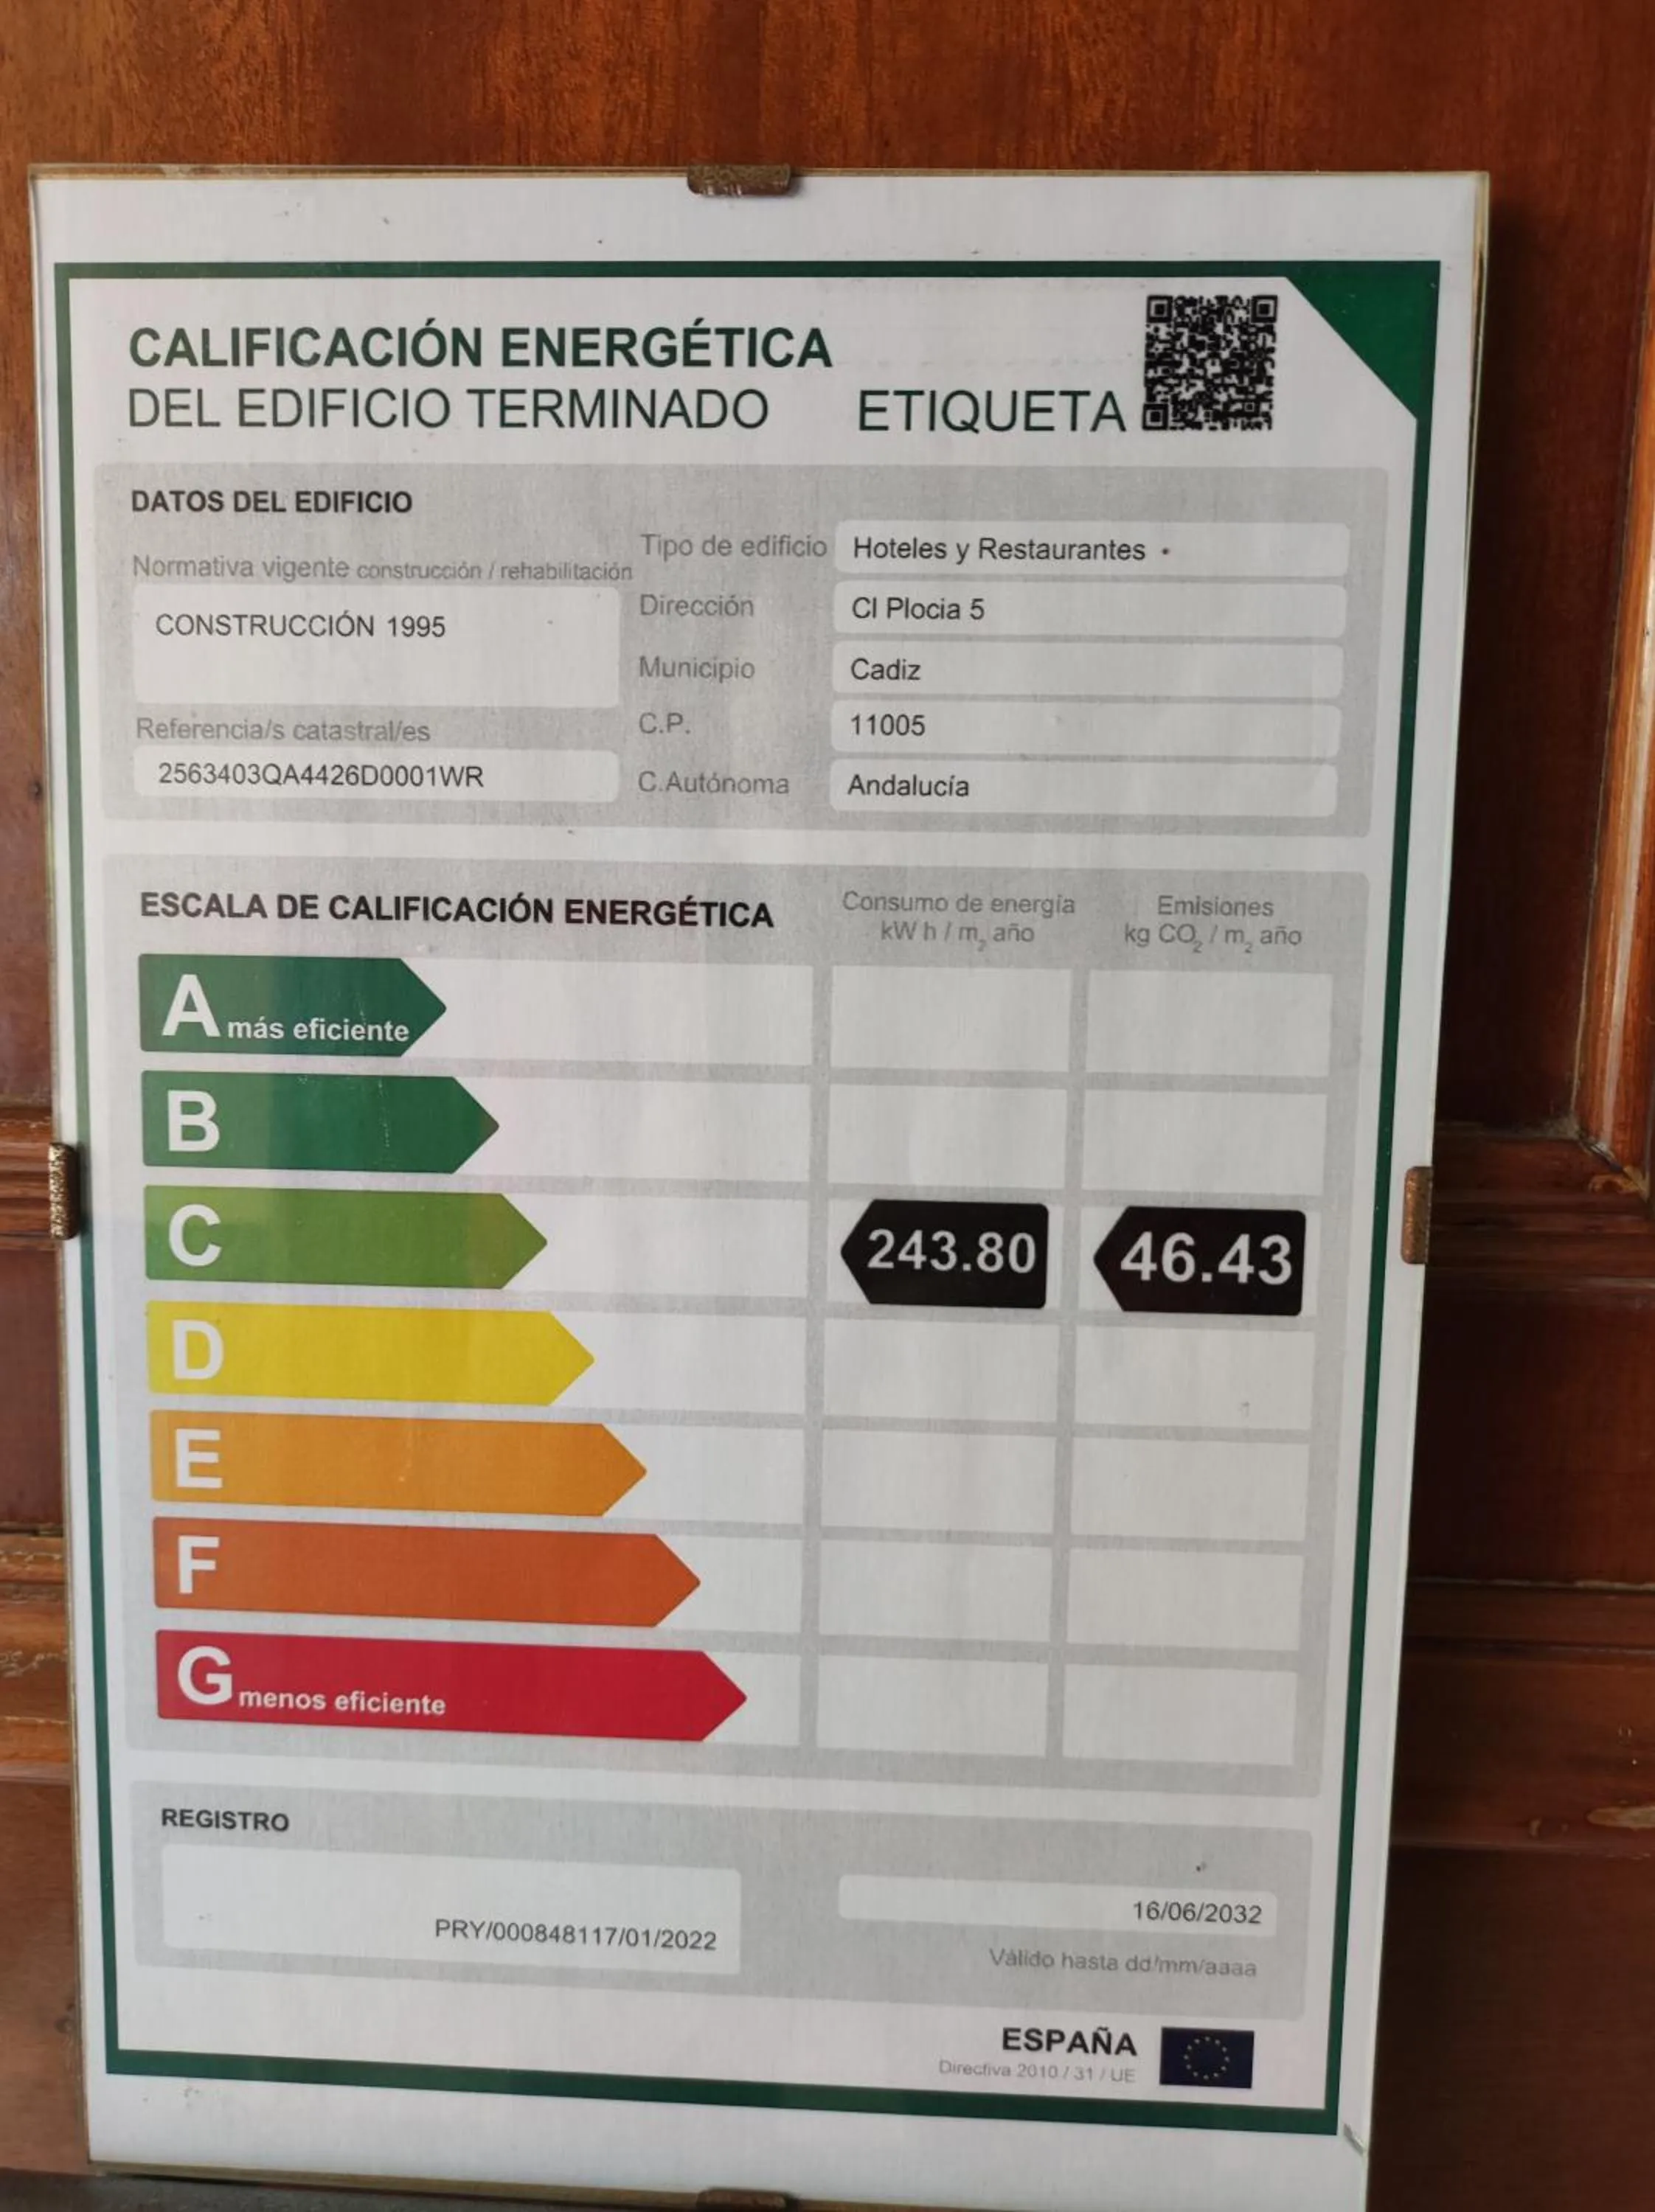 CALIFICACIÓN ENERGÉTICA
DEL EDIFICIO TERMINADO ETIQUETA
DATOS DEL EDIFICIO
Normativa vigente construcción / rehabilitación
CONSTRUCCIÓN 1995
Referencia/s catastral/es
2563403QA4426D0001WR
Tipo de edificio Hoteles y Restaurantes
Dirección Cl Plocia 5
Municipio Cadiz
C.P. 11005
C.Autónoma Andalucía
ESCALA DE CALIFICACIÓN ENERGÉTICA
Consumo de energía
kW h / m₂ año
Emisiones
kg CO₂ / m₂ año
A más eficiente
B
C 243.80 46.43
D
E
F
G menos eficiente
REGISTRO
PRY/000848117/01/2022
16/06/2032
Válido hasta dd/mm/aaaa
ESPAÑA
Directiva 2010 / 31 / UE